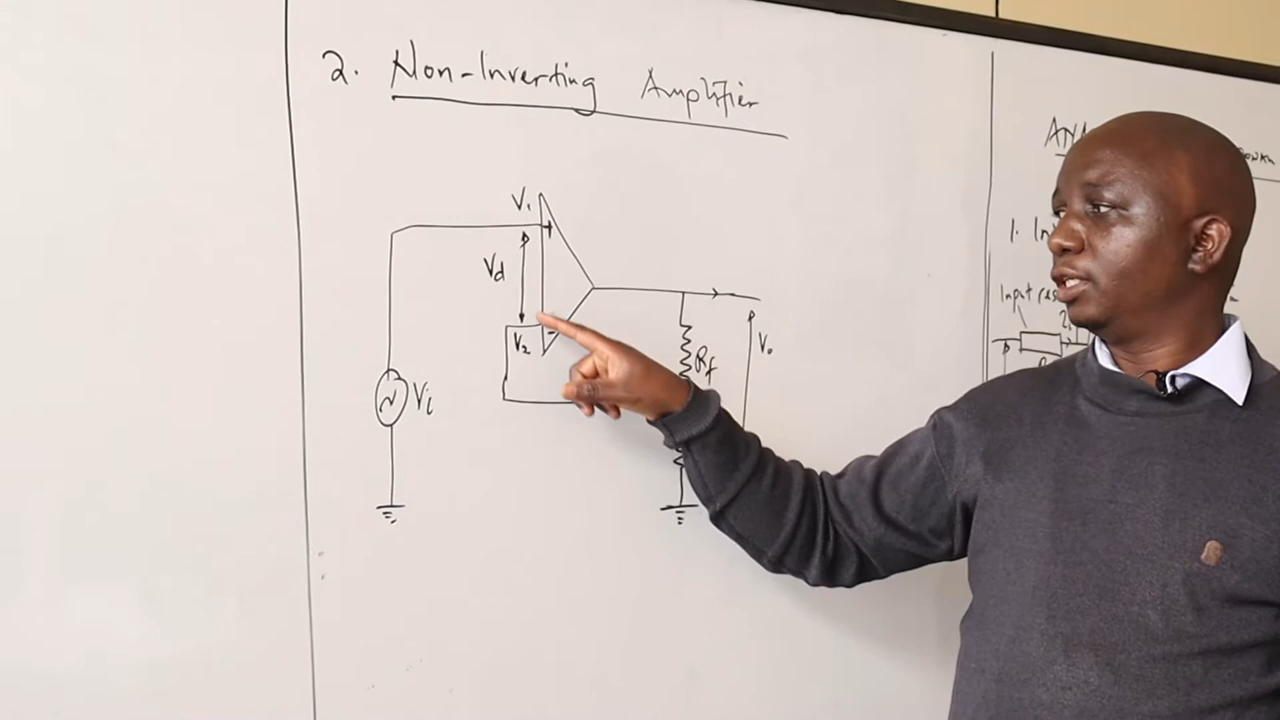 2. Non-Inverting Amplifier
V₁
+
Vd
V₂
-
Vi
Rf
Vo
1. In
Input res